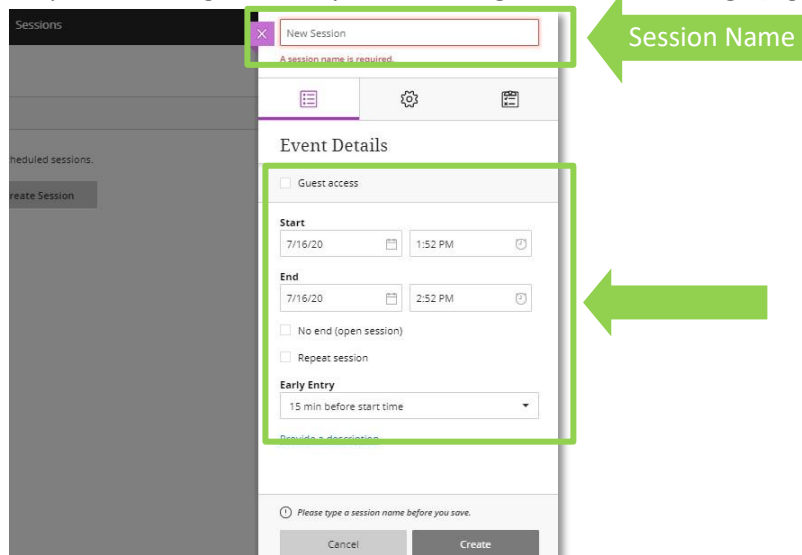 Sessions
New Session
Session Name
A session name is required.
Event Details
heduled sessions.
Guest access
reate Session
Start
7/16/20 1:52 PM
End
7/16/20 2:52 PM
No end (open session)
Repeat session
Early Entry
15 min before start time
Provide a description
Please type a session name before you save.
Cancel Create